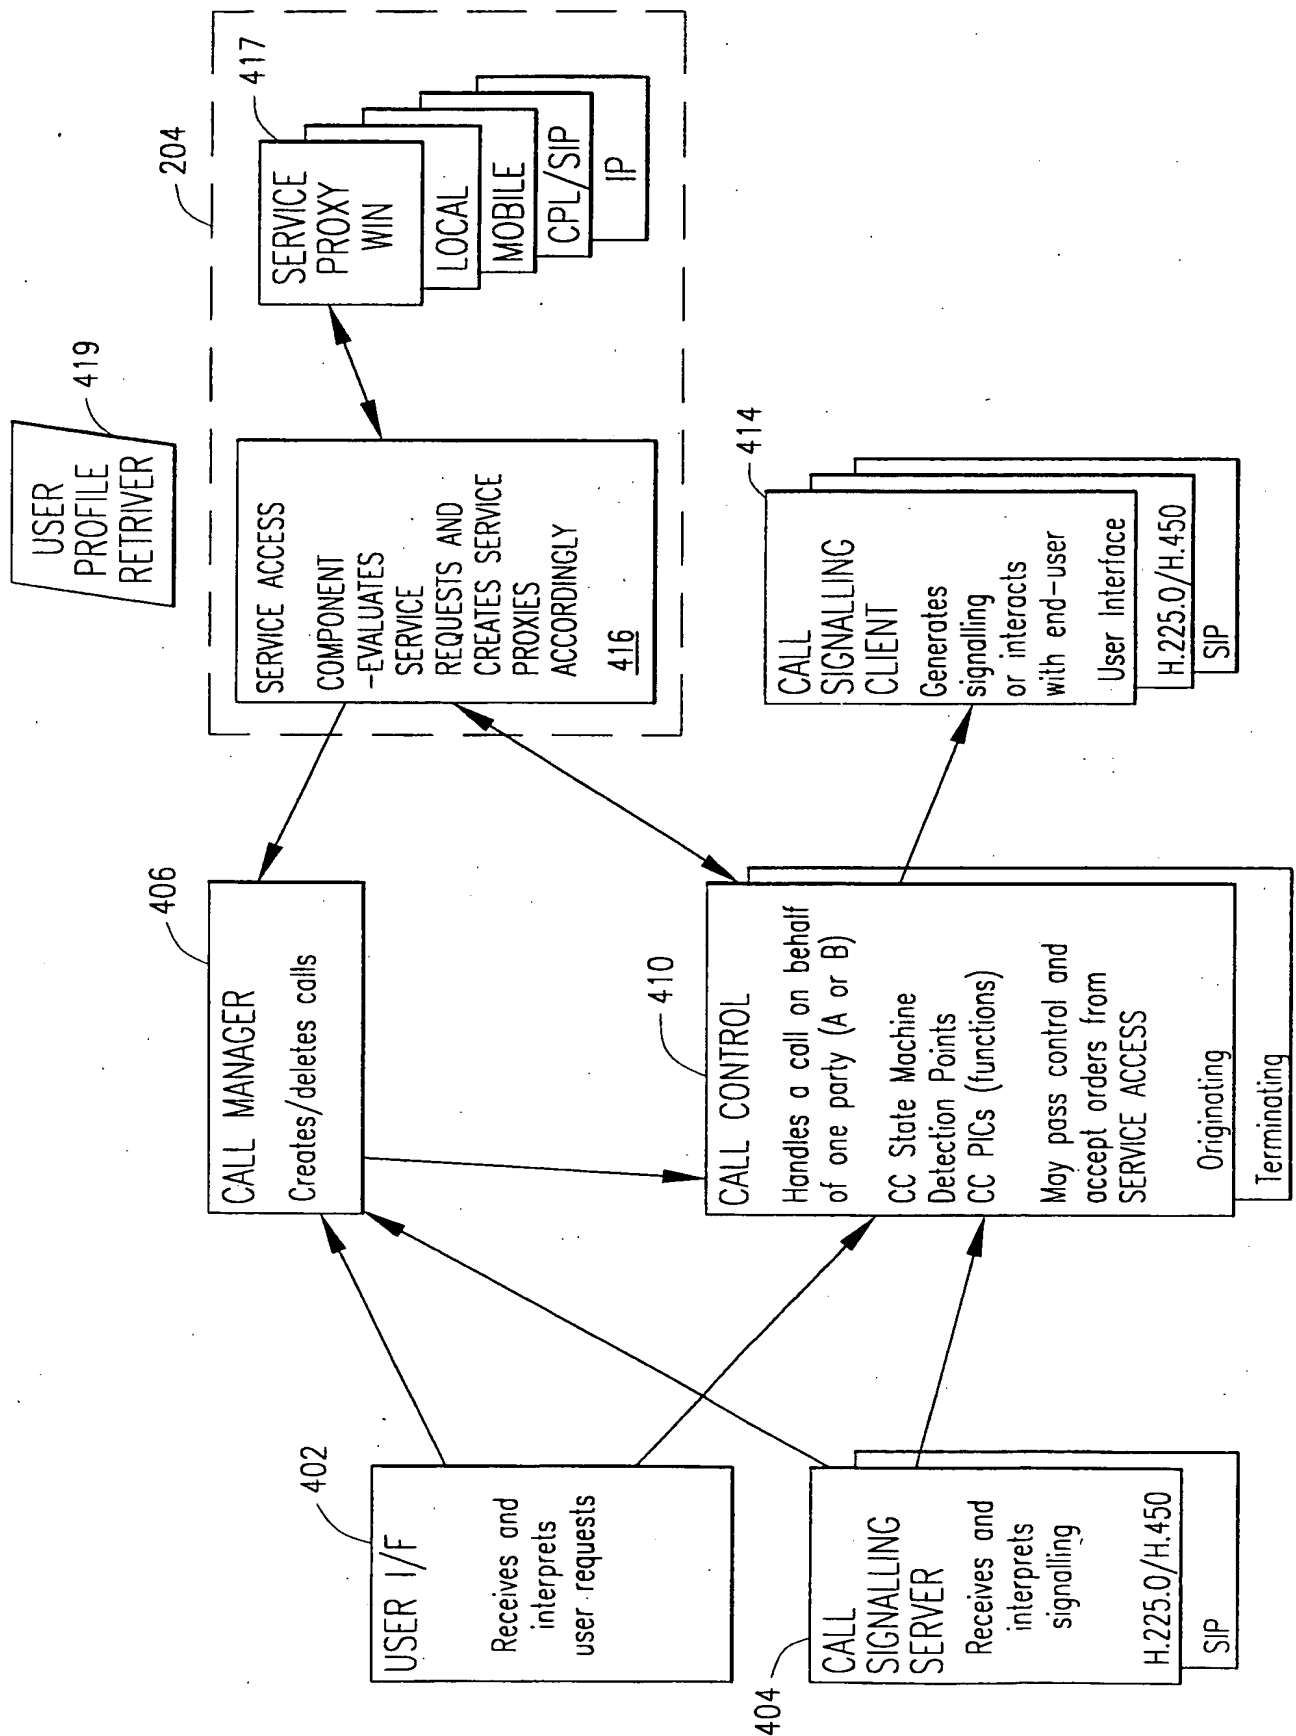 USER I/F
Receives and
interprets
user requests
402
CALL
SIGNALLING
SERVER
Receives and
interprets
signalling
H.225.0/H.450
SIP
404
CALL MANAGER
Creates/deletes calls
406
CALL CONTROL
Handles a call on behalf
of one party (A or B)
CC State Machine
Detection Points
CC PICs (functions)
May pass control and
accept orders from
SERVICE ACCESS
Originating
Terminating
410
USER
PROFILE
RETRIVER
419
SERVICE ACCESS
COMPONENT
-EVALUATES
SERVICE
REQUESTS AND
CREATES SERVICE
PROXIES
ACCORDINGLY
416
204
SERVICE
PROXY
WIN
417
LOCAL
MOBILE
CPL/SIP
IP
CALL
SIGNALLING
CLIENT
Generates
signalling
or interacts
with end-user
User Interface
H.225.0/H.450
SIP
414